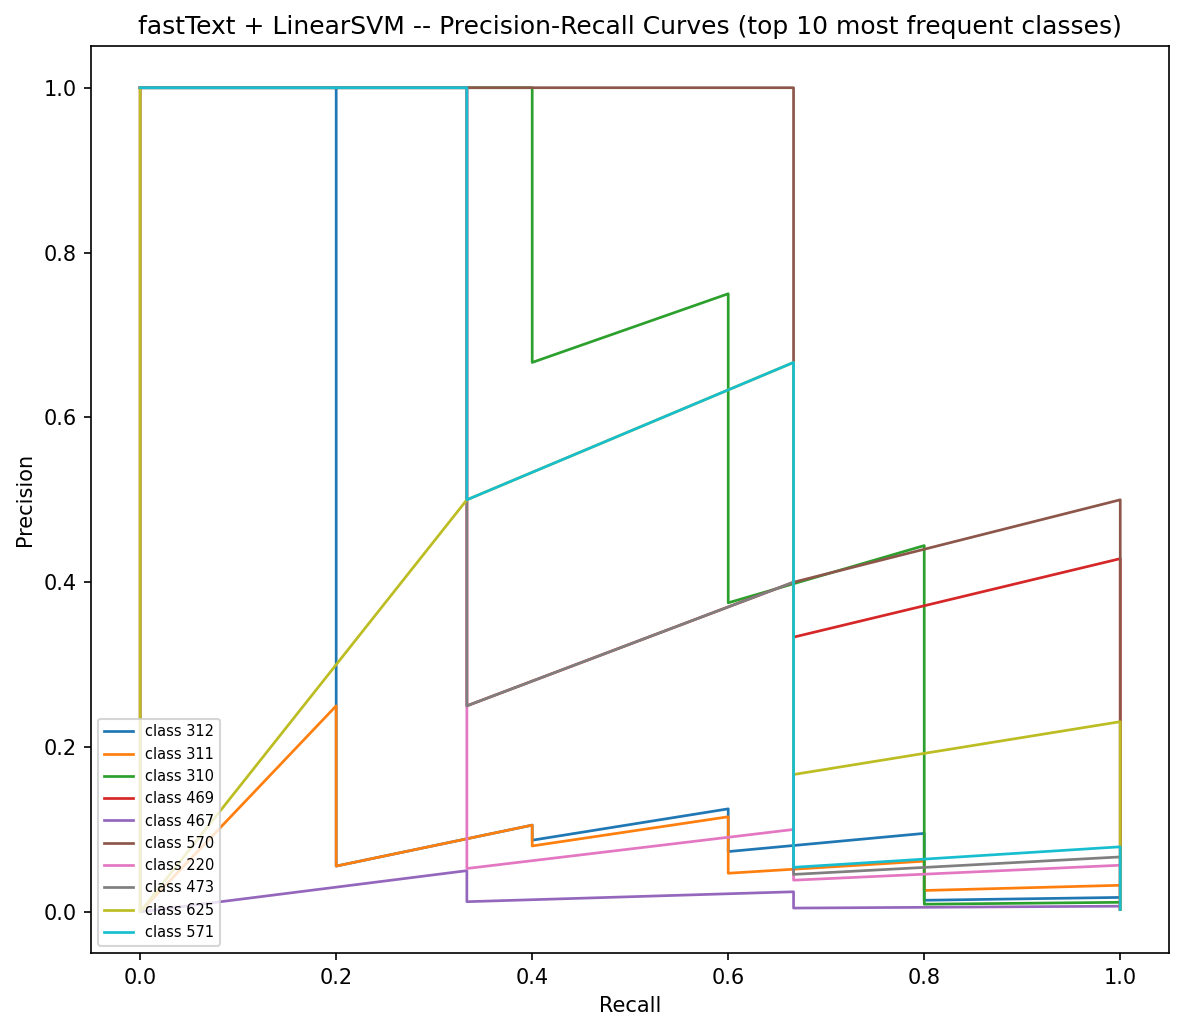 fastText + LinearSVM -- Precision-Recall Curves (top 10 most frequent classes)
1.0
0.8
0.6
0.4
0.2
0.0
Precision
class 312
class 311
class 310
class 469
class 467
class 570
class 220
class 473
class 625
class 571
0.0 0.2 0.4 0.6 0.8 1.0
Recall